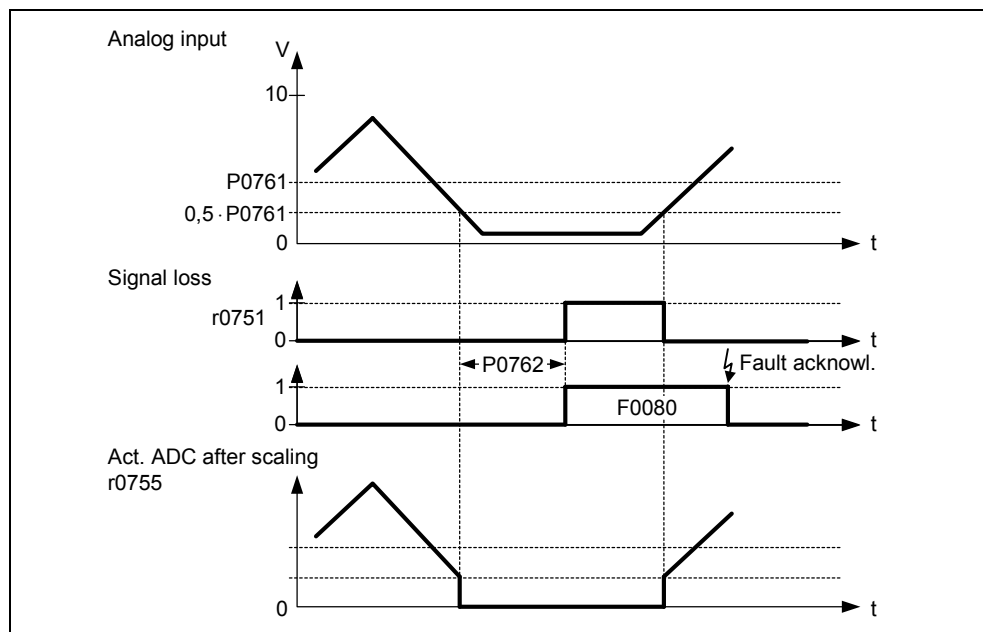 Analog input
V
10
P0761
0,5 · P0761
0
t
Signal loss
r0751
1
0
t
P0762
Fault acknowl.
1
F0080
0
t
Act. ADC after scaling
r0755
0
t